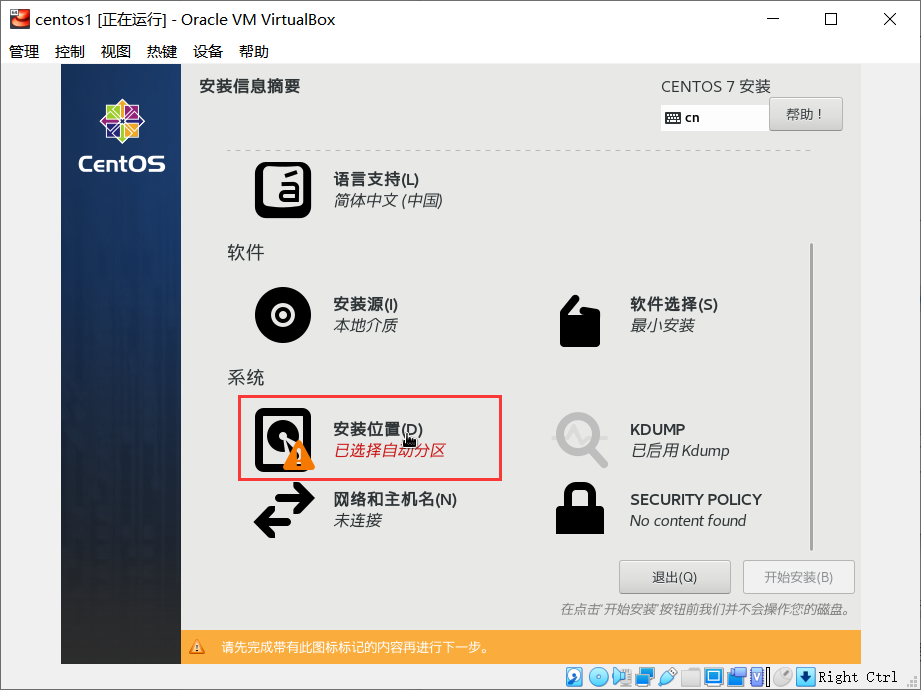 centos1 [正在运行] - Oracle VM VirtualBox
管理 控制 视图 热键 设备 帮助
安装信息摘要
CENTOS 7 安装
cn
帮助！
CentOS
á
语言支持(L)
简体中文 (中国)
软件
安装源(I)
本地介质
软件选择(S)
最小安装
系统
安装位置(D)
已选择自动分区
KDUMP
已启用 Kdump
网络和主机名(N)
未连接
SECURITY POLICY
No content found
退出(Q)
开始安装(B)
在点击'开始安装'按钮前我们并不会操作您的磁盘。
请先完成带有此图标标记的内容再进行下一步。
Right Ctrl